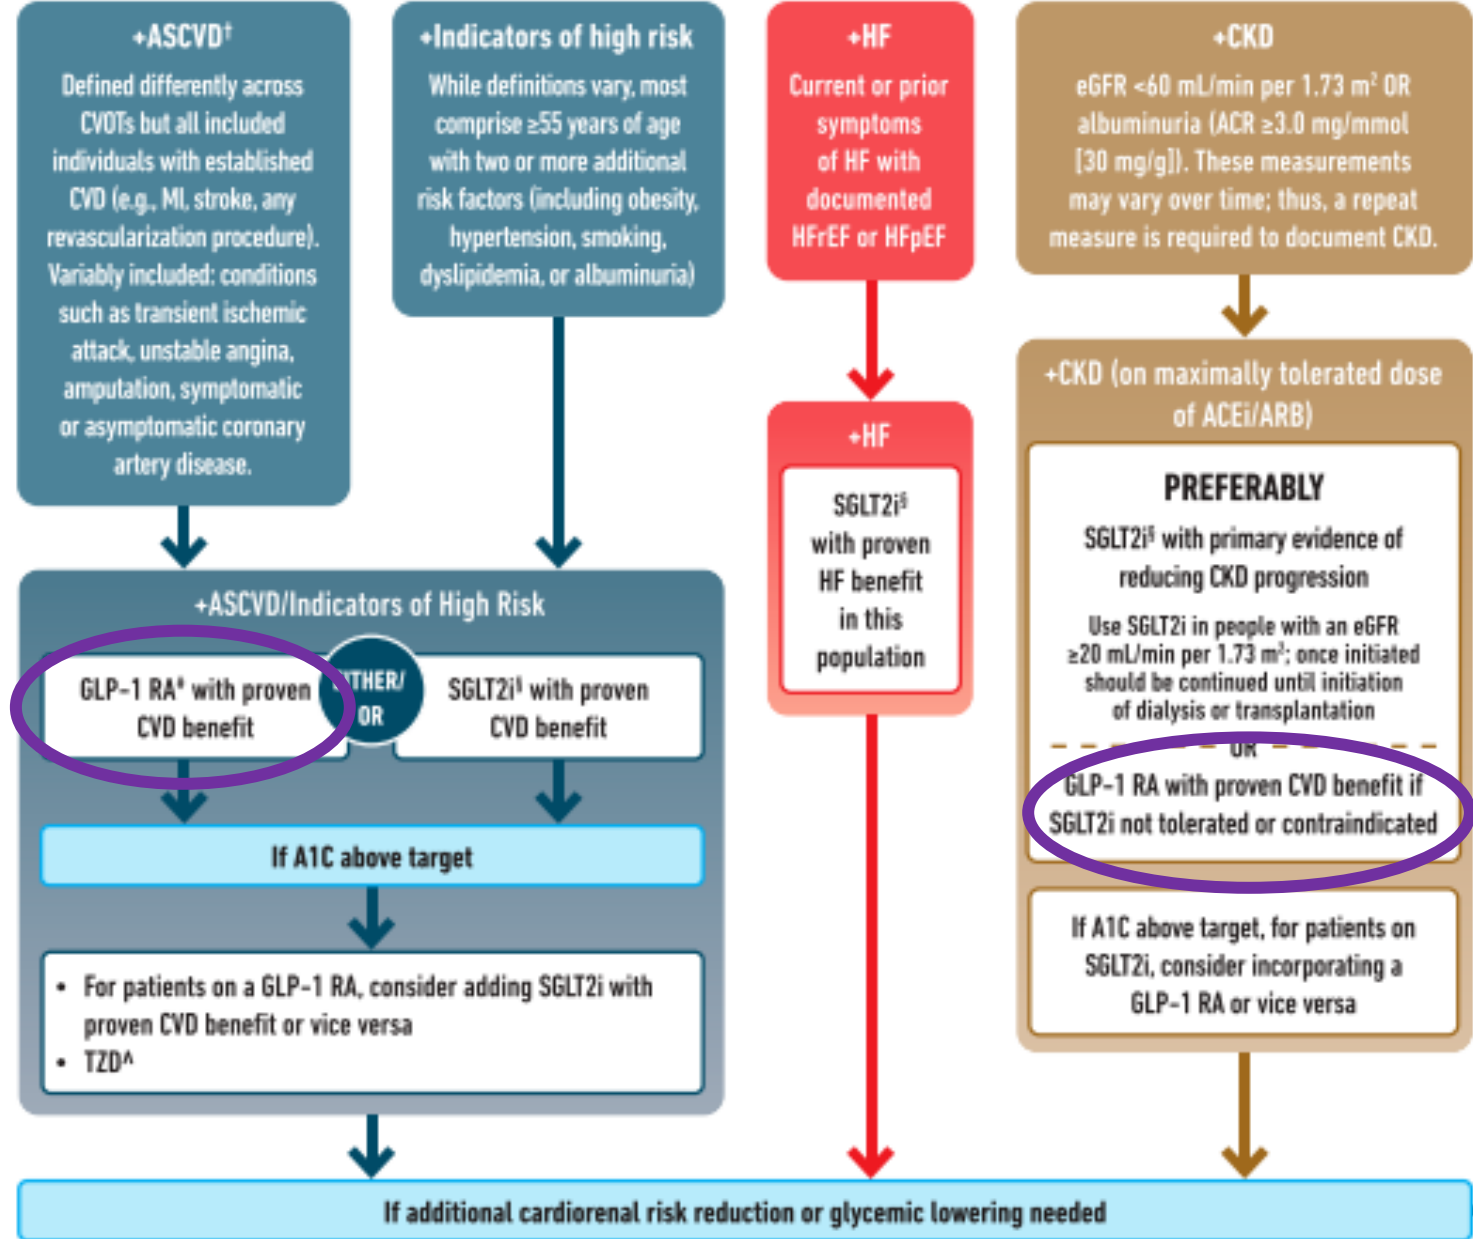 +ASCVD†
Defined differently across
CVOTs but all included
individuals with established
CVD (e.g., MI, stroke, any
revascularization procedure).
Variably included: conditions
such as transient ischemic
attack, unstable angina,
amputation, symptomatic
or asymptomatic coronary
artery disease.
+Indicators of high risk
While definitions vary, most
comprise ≥55 years of age
with two or more additional
risk factors (including obesity,
hypertension, smoking,
dyslipidemia, or albuminuria)
+ASCVD/Indicators of High Risk
GLP-1 RA# with proven
CVD benefit
EITHER/
OR
SGLT2i§ with proven
CVD benefit
If A1C above target
• For patients on a GLP-1 RA, consider adding SGLT2i with
proven CVD benefit or vice versa
• TZD^
+HF
Current or prior
symptoms
of HF with
documented
HFrEF or HFpEF
+HF
SGLT2i§
with proven
HF benefit
in this
population
+CKD
eGFR <60 mL/min per 1.73 m² OR
albuminuria (ACR ≥3.0 mg/mmol
[30 mg/g]). These measurements
may vary over time; thus, a repeat
measure is required to document CKD.
+CKD (on maximally tolerated dose
of ACEi/ARB)
PREFERABLY
SGLT2i§ with primary evidence of
reducing CKD progression
Use SGLT2i in people with an eGFR
≥20 mL/min per 1.73 m²; once initiated
should be continued until initiation
of dialysis or transplantation
OR
GLP-1 RA with proven CVD benefit if
SGLT2i not tolerated or contraindicated
If A1C above target, for patients on
SGLT2i, consider incorporating a
GLP-1 RA or vice versa
If additional cardiorenal risk reduction or glycemic lowering needed